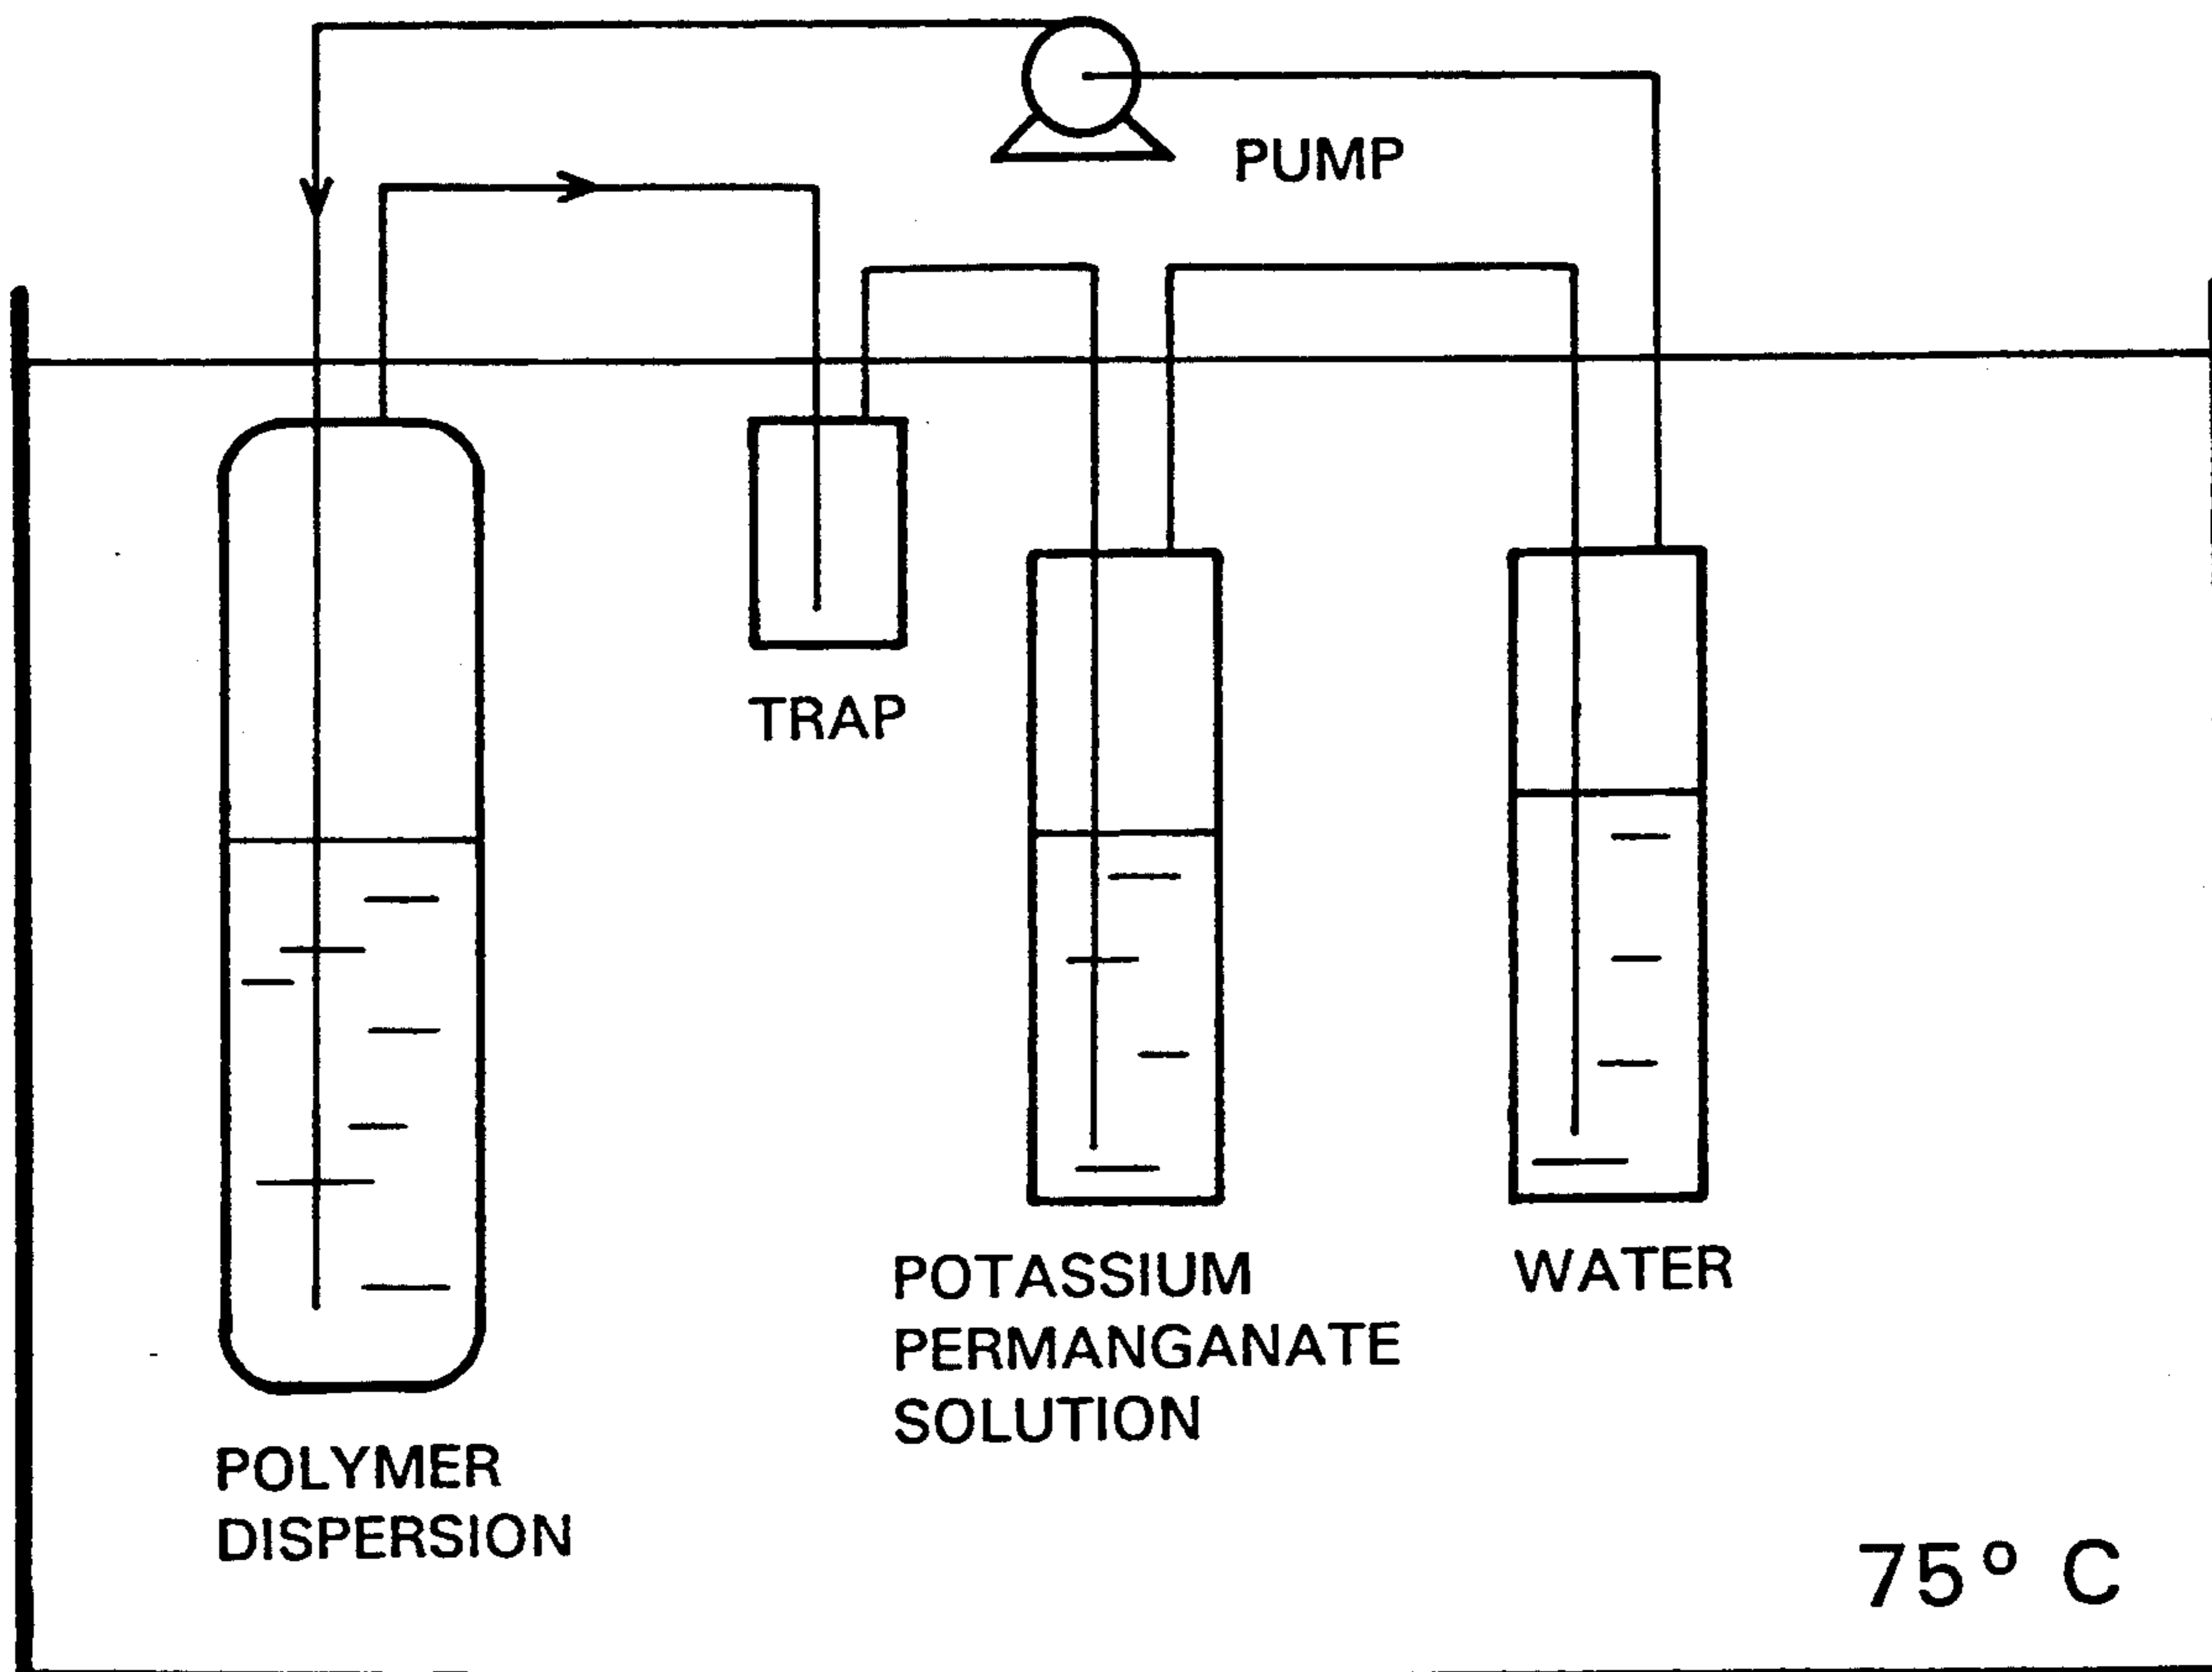 PUMP
TRAP
POTASSIUM
PERMANGANATE
SOLUTION
WATER
POLYMER
DISPERSION
75° C